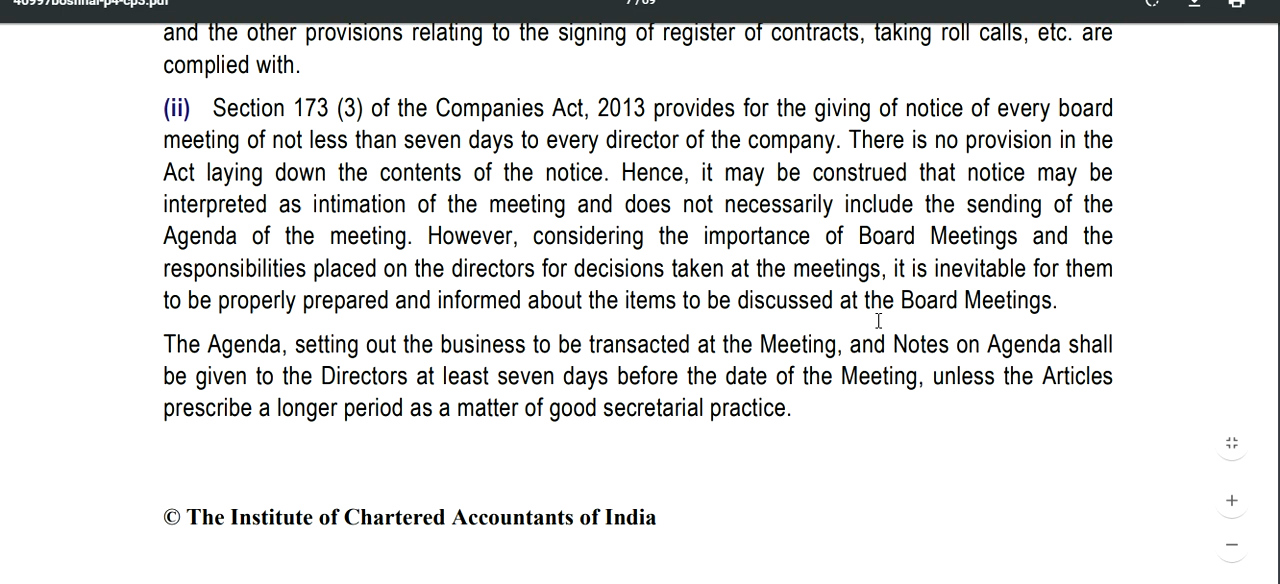 and the other provisions relating to the signing of register of contracts, taking roll calls, etc. are
complied with.
(ii) Section 173 (3) of the Companies Act, 2013 provides for the giving of notice of every board
meeting of not less than seven days to every director of the company. There is no provision in the
Act laying down the contents of the notice. Hence, it may be construed that notice may be
interpreted as intimation of the meeting and does not necessarily include the sending of the
Agenda of the meeting. However, considering the importance of Board Meetings and the
responsibilities placed on the directors for decisions taken at the meetings, it is inevitable for them
to be properly prepared and informed about the items to be discussed at the Board Meetings.
The Agenda, setting out the business to be transacted at the Meeting, and Notes on Agenda shall
be given to the Directors at least seven days before the date of the Meeting, unless the Articles
prescribe a longer period as a matter of good secretarial practice.
© The Institute of Chartered Accountants of India